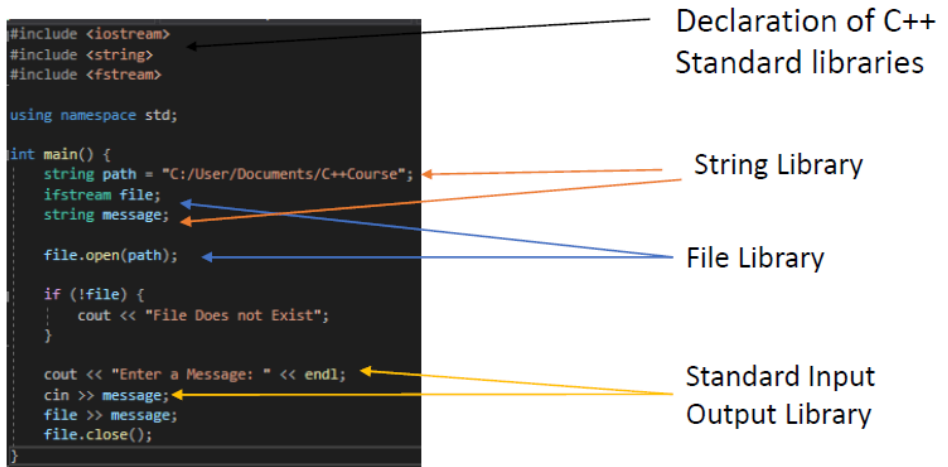 #include <iostream>
#include <string>
#include <fstream>
using namespace std;
int main() {
string path = "C:/User/Documents/C++Course";
ifstream file;
string message;
file.open(path);
if (!file) {
cout << "File Does not Exist";
}
cout << "Enter a Message: " << endl;
cin >> message;
file >> message;
file.close();
}
Declaration of C++
Standard libraries
String Library
File Library
Standard Input
Output Library